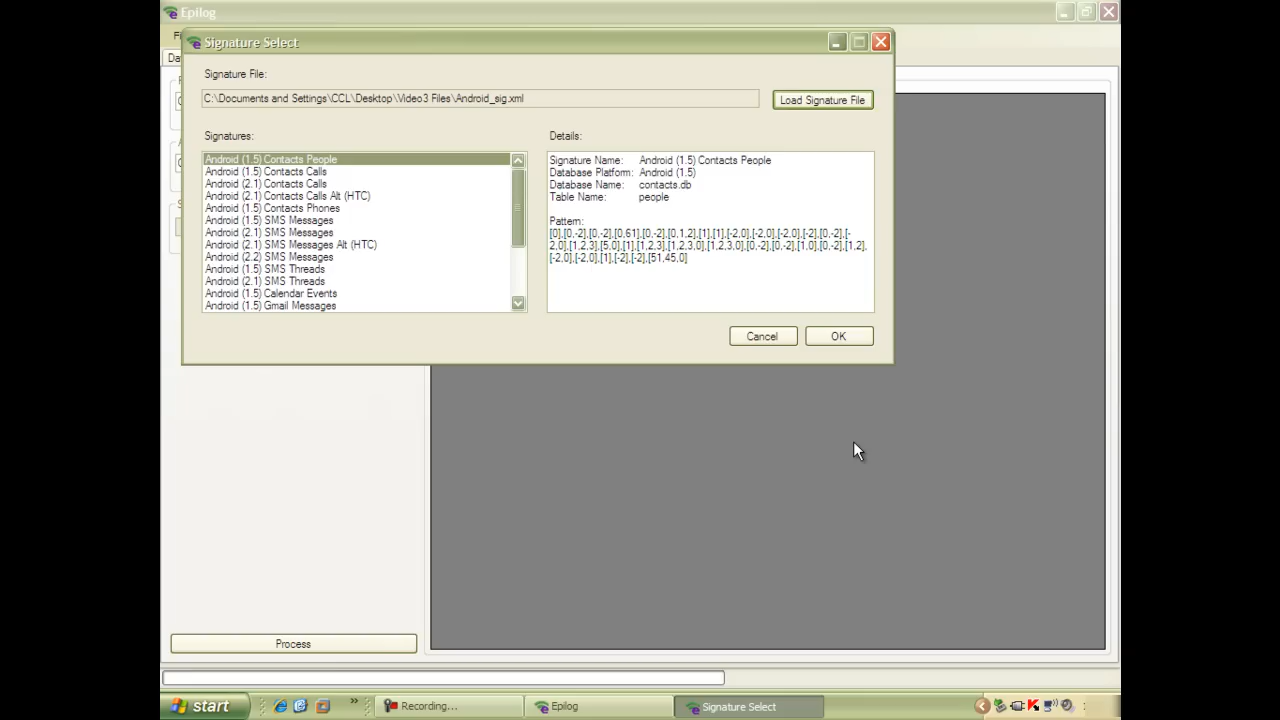 Epilog
Signature Select
Signature File:
C:\Documents and Settings\CCL\Desktop\Video3 Files\Android_sig.xml
Load Signature File
Signatures:
Android (1.5) Contacts People
Android (1.5) Contacts Calls
Android (2.1) Contacts Calls
Android (2.1) Contacts Calls Alt (HTC)
Android (1.5) Contacts Phones
Android (1.5) SMS Messages
Android (2.1) SMS Messages
Android (2.1) SMS Messages Alt (HTC)
Android (2.2) SMS Messages
Android (1.5) SMS Threads
Android (2.1) SMS Threads
Android (1.5) Calendar Events
Android (1.5) Gmail Messages
Details:
Signature Name: Android (1.5) Contacts People
Database Platform: Android (1.5)
Database Name: contacts.db
Table Name: people
Pattern:
[0],[0,-2],[0,-2],[0,61],[0,-2],[0,1,2],[1],[1],[-2,0],[-2,0],[-2,0],[-2],[0,-2],[-
2,0],[1,2,3],[5,0],[1],[1,2,3],[1,2,3,0],[1,2,3,0],[0,-2],[0,-2],[1,0],[0,-2],[1,2],
[-2,0],[-2,0],[1],[-2],[-2],[51,45,0]
Cancel
OK
Process
start
»
Recording...
Epilog
Signature Select